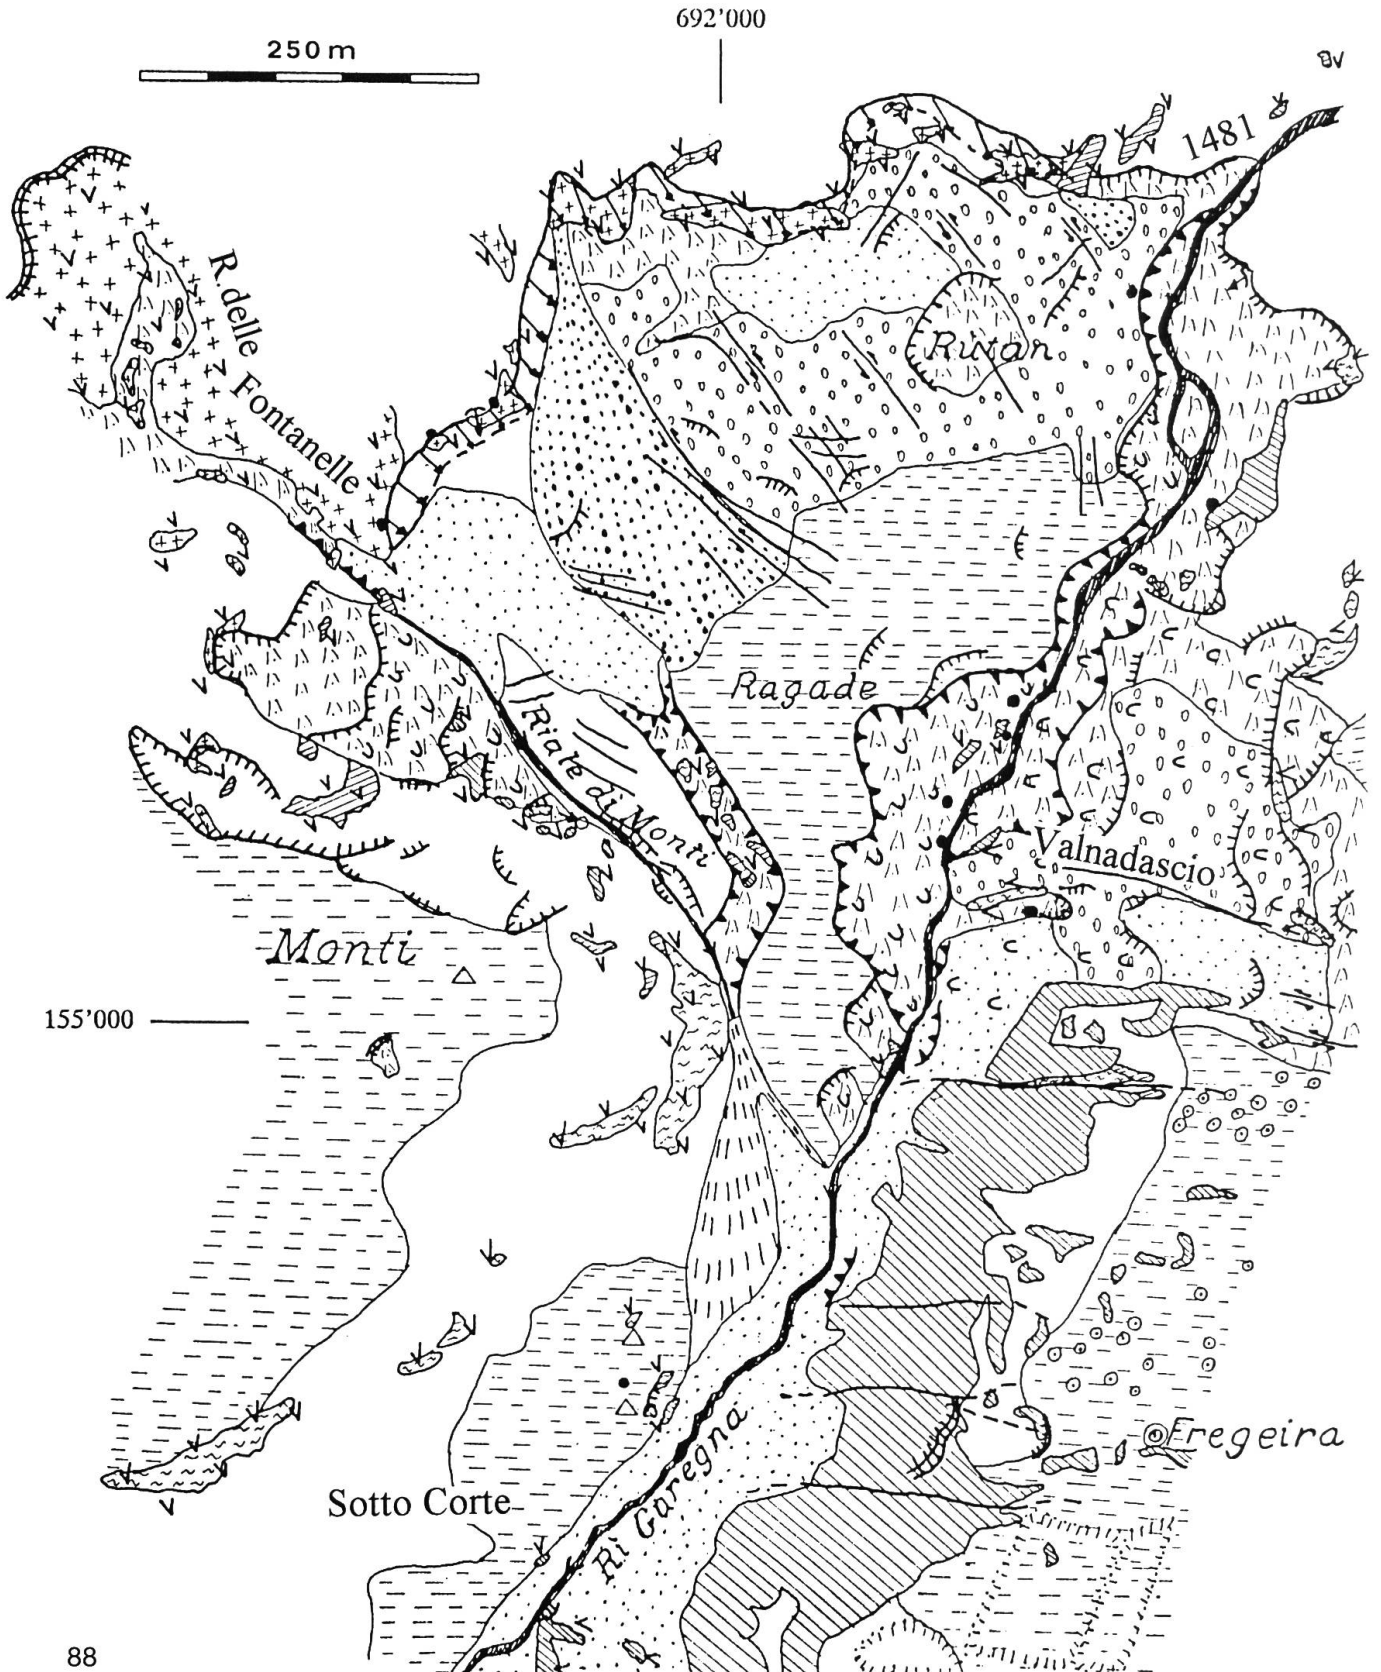 692’000
250 m
1481
R. delle Fontanelle
Rutan
Ragade
Riale di Monti
Valnadascio
Monti
155’000
Fregeira
Sotto Corte
Ri Garegna
88